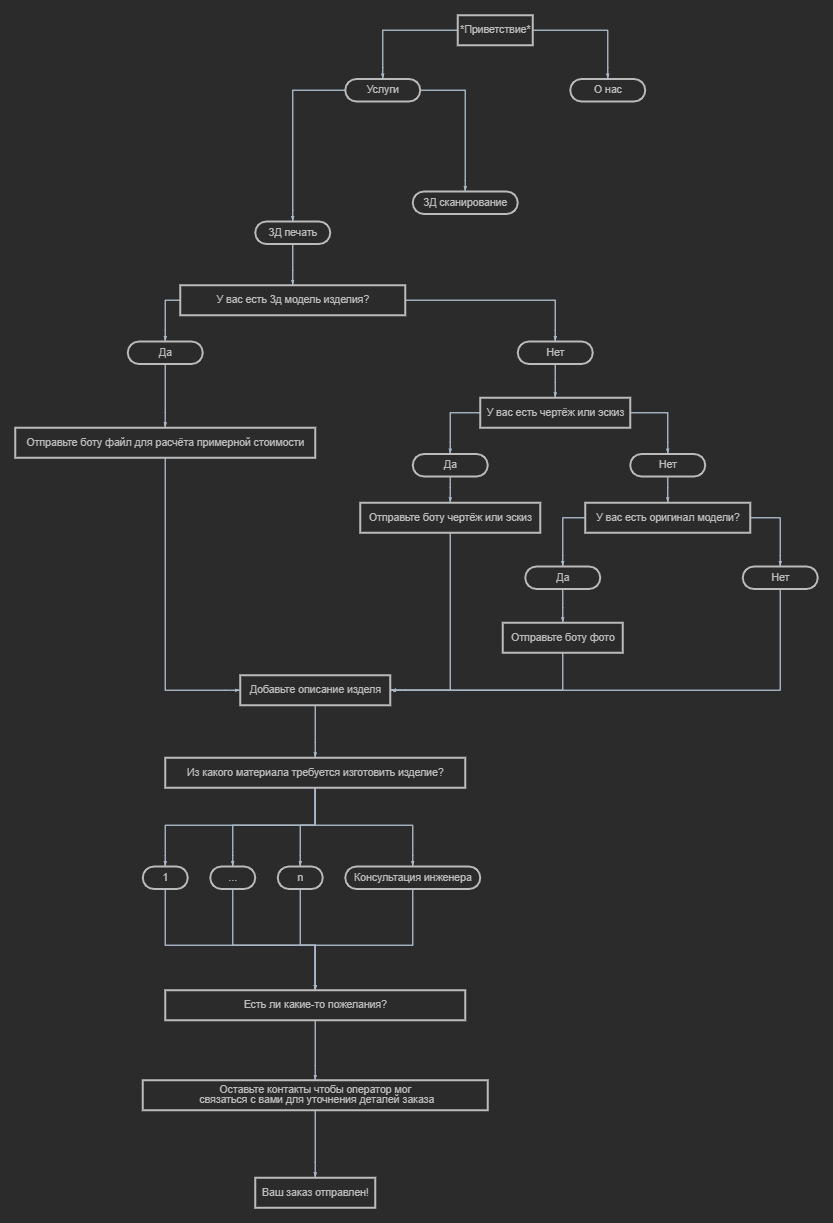 *Приветствие*
Услуги
О нас
3Д сканирование
3Д печать
У вас есть 3д модель изделия?
Да
Нет
У вас есть чертёж или эскиз
Отправьте боту файл для расчёта примерной стоимости
Да
Нет
Отправьте боту чертёж или эскиз
У вас есть оригинал модели?
Да
Нет
Отправьте боту фото
Добавьте описание изделя
Из какого материала требуется изготовить изделие?
1
...
n
Консультация инженера
Есть ли какие-то пожелания?
Оставьте контакты чтобы оператор мог
связаться с вами для уточнения деталей заказа
Ваш заказ отправлен!